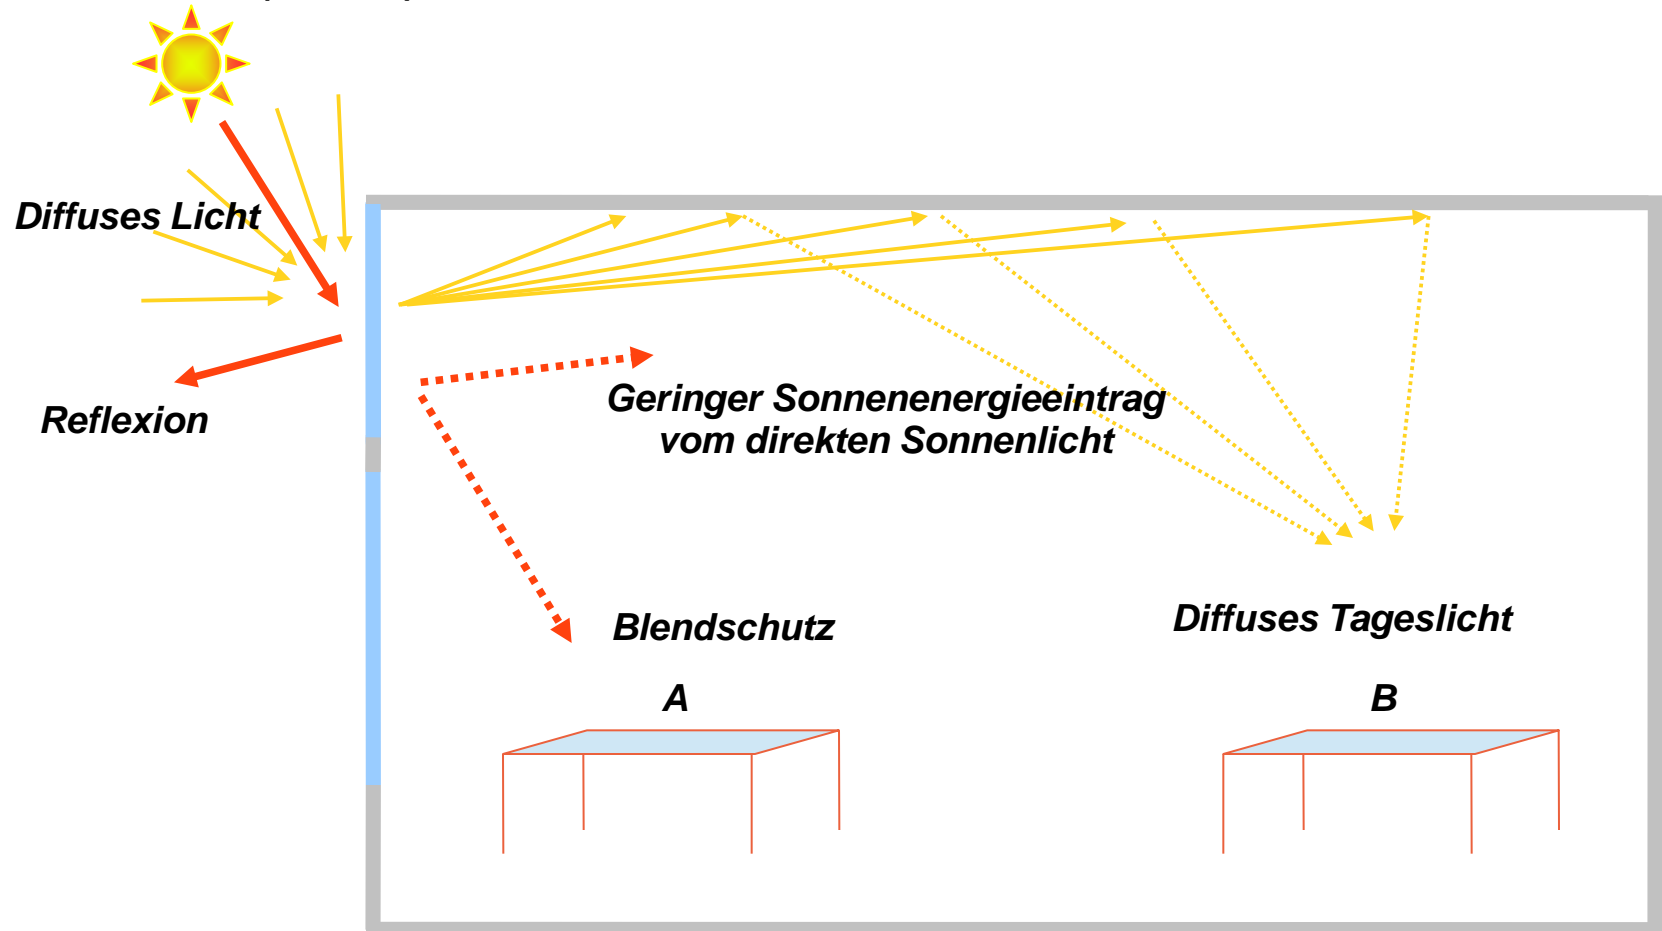 Diffuses Licht
Reflexion
Geringer Sonnenenergieeintrag
vom direkten Sonnenlicht
Blendschutz
Diffuses Tageslicht
A
B